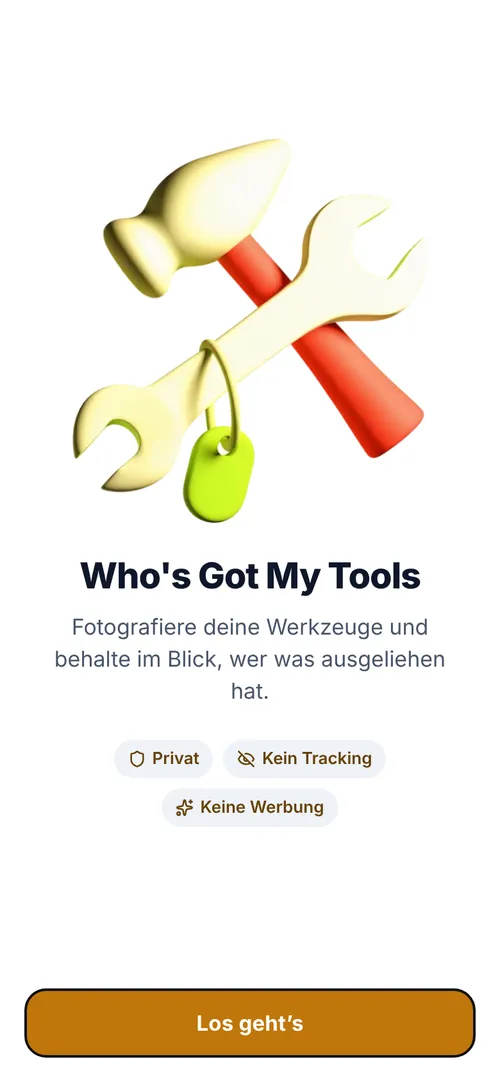 Who's Got My Tools
Fotografiere deine Werkzeuge und
behalte im Blick, wer was ausgeliehen
hat.
Privat
Kein Tracking
Keine Werbung
Los geht’s